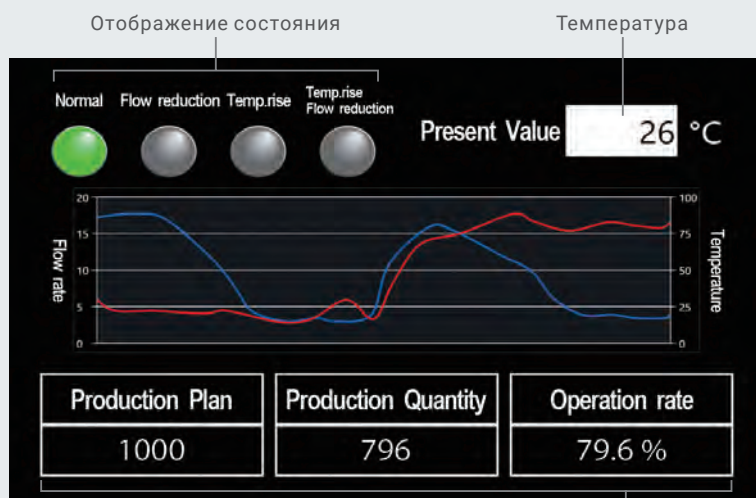 Отображение состояния
Температура
Normal
Flow reduction
Temp.rise
Temp.rise
Flow reduction
Present Value
26 °C
20
15
10
5
0
Flow rate
100
75
50
25
0
Temperature
Production Plan
Production Quantity
Operation rate
1000
796
79.6 %